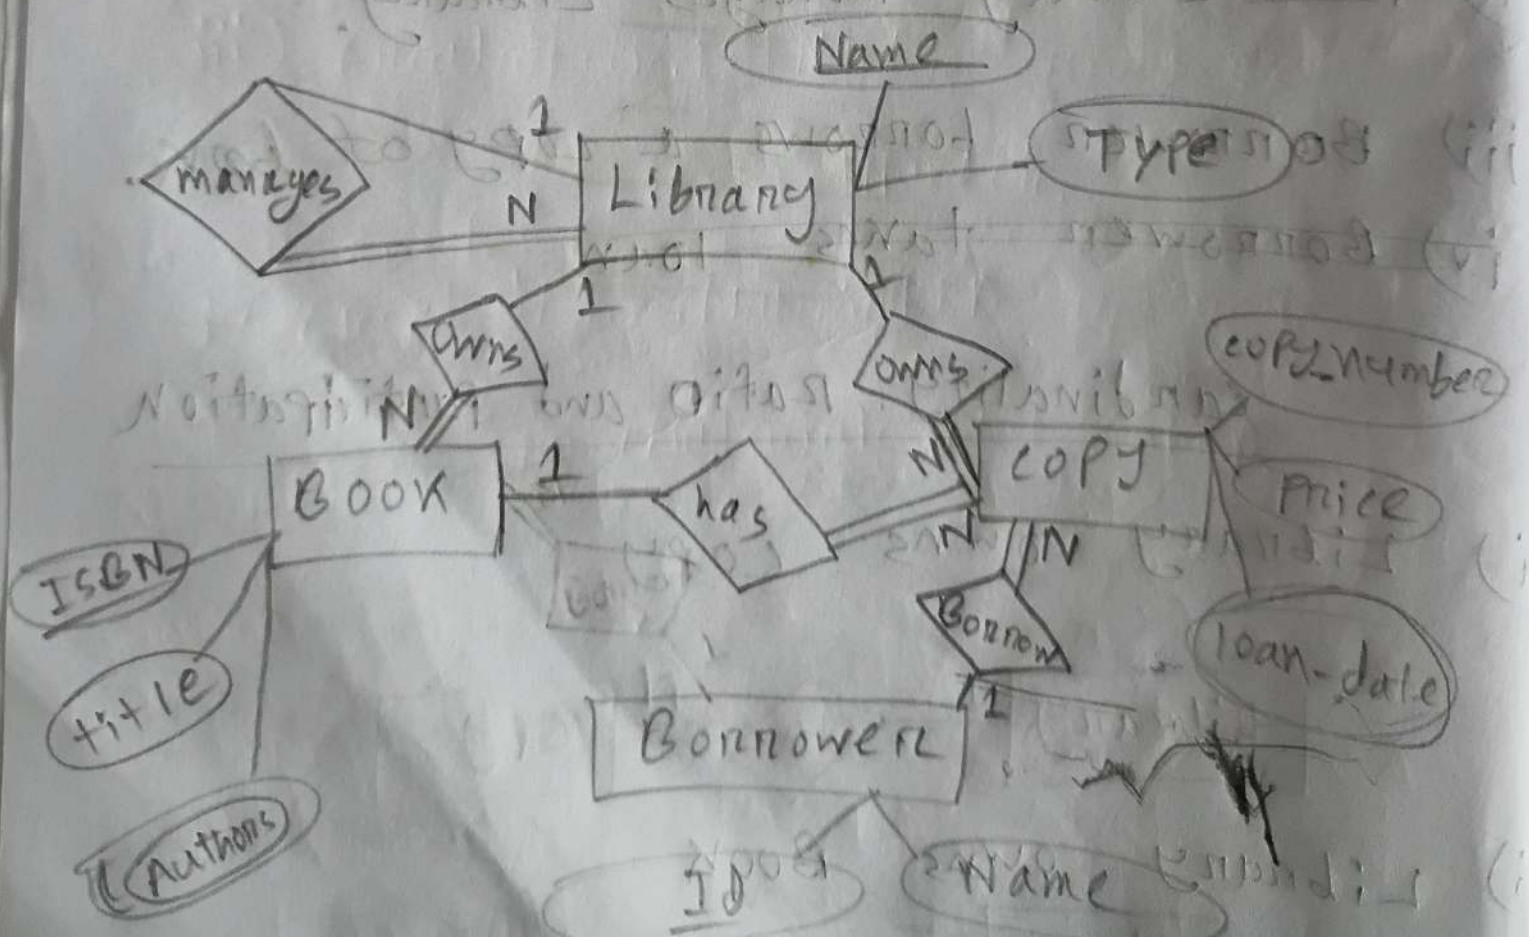 Name
Type
manages
1
Library
N
1
1
owns
owns
copy_number
N
N
Book
1
has
copy
Price
N
N
ISBN
Borrow
loan_date
title
1
Borrower
Authors
ID
Name